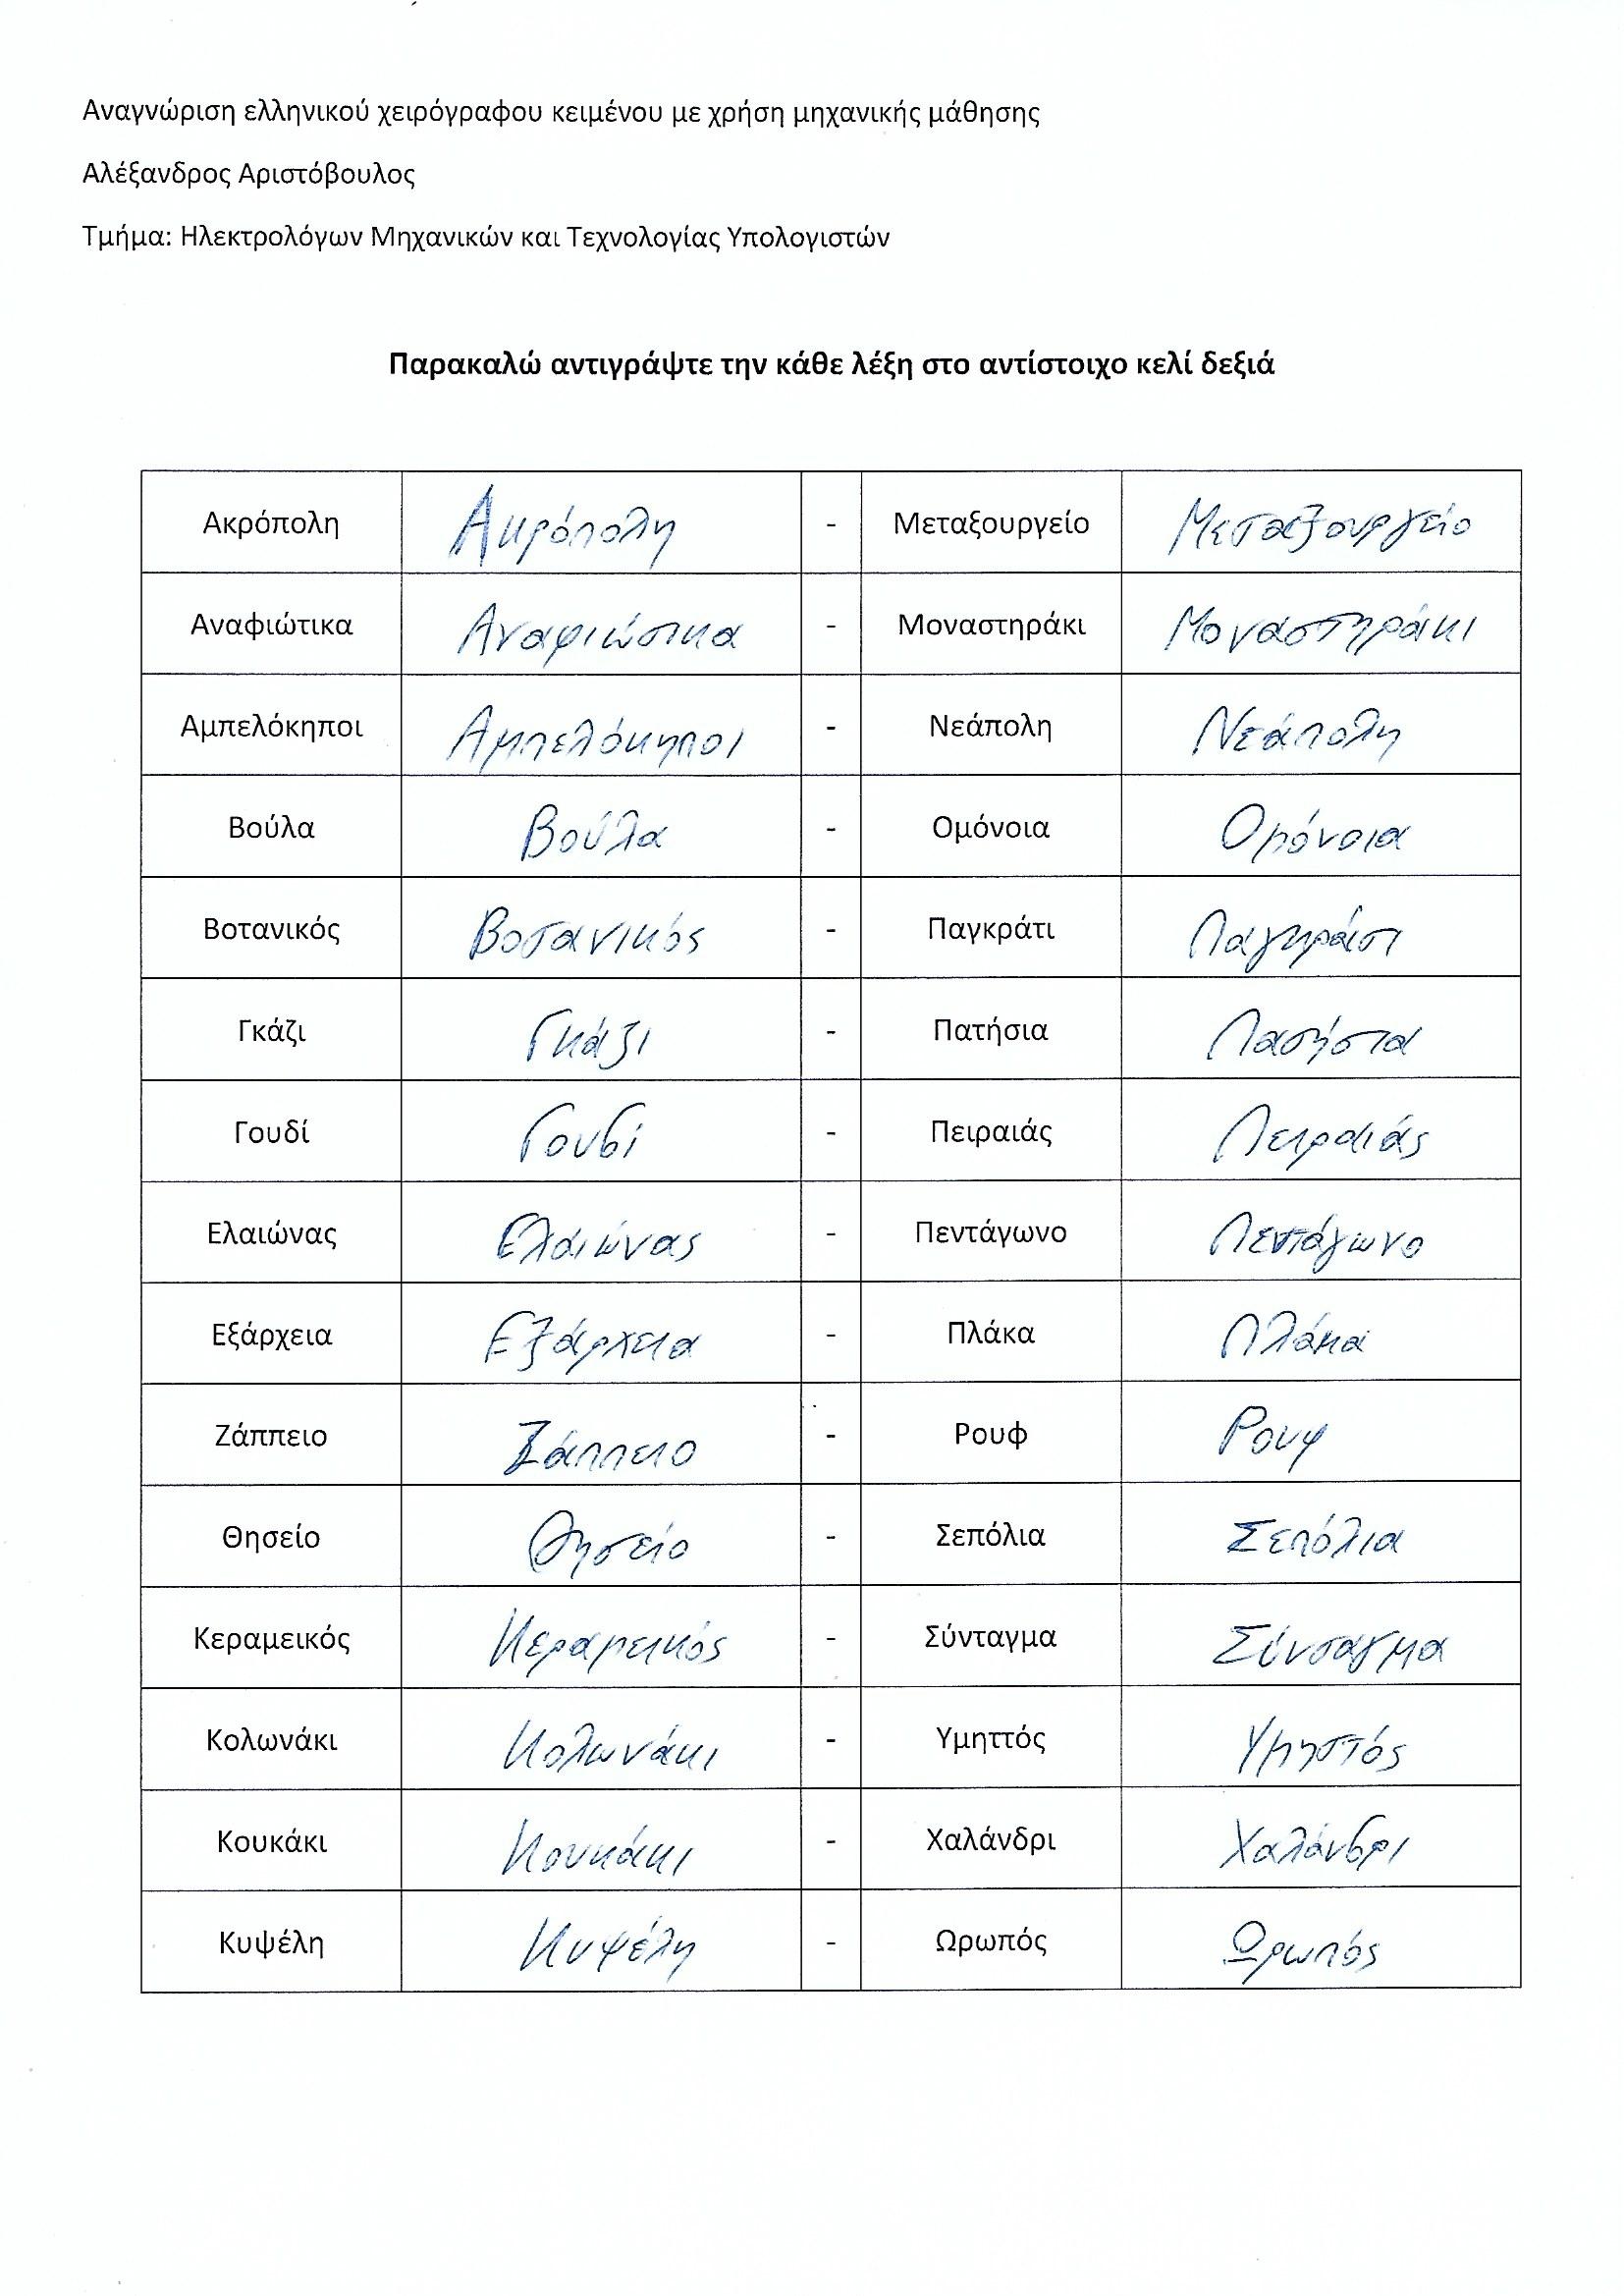 Αναγνώριση ελληνικού χειρόγραφου κειμένου με χρήση μηχανικής μάθησης
Αλέξανδρος Αριστόβουλος
Τμήμα: Ηλεκτρολόγων Μηχανικών και Τεχνολογίας Υπολογιστών
Παρακαλώ αντιγράψτε την κάθε λέξη στο αντίστοιχο κελί δεξιά
Ακρόπολη Ακρόπολη - Μεταξουργείο Μεταξουργείο
Αναφιώτικα Αναφιώτικα - Μοναστηράκι Μοναστηράκι
Αμπελόκηποι Αμπελόκηποι - Νεάπολη Νεάπολη
Βούλα Βούλα - Ομόνοια Ομόνοια
Βοτανικός Βοτανικός - Παγκράτι Παγκράτι
Γκάζι Γκάζι - Πατήσια Πατήσια
Γουδί Γουδί - Πειραιάς Πειραιάς
Ελαιώνας Ελαιώνας - Πεντάγωνο Πεντάγωνο
Εξάρχεια Εξάρχεια - Πλάκα Πλάκα
Ζάππειο Ζάππειο - Ρουφ Ρουφ
Θησείο Θησείο - Σεπόλια Σεπόλια
Κεραμεικός Κεραμεικός - Σύνταγμα Σύνταγμα
Κολωνάκι Κολωνάκι - Υμηττός Υμηττός
Κουκάκι Κουκάκι - Χαλάνδρι Χαλάνδρι
Κυψέλη Κυψέλη - Ωρωπός Ωρωπός